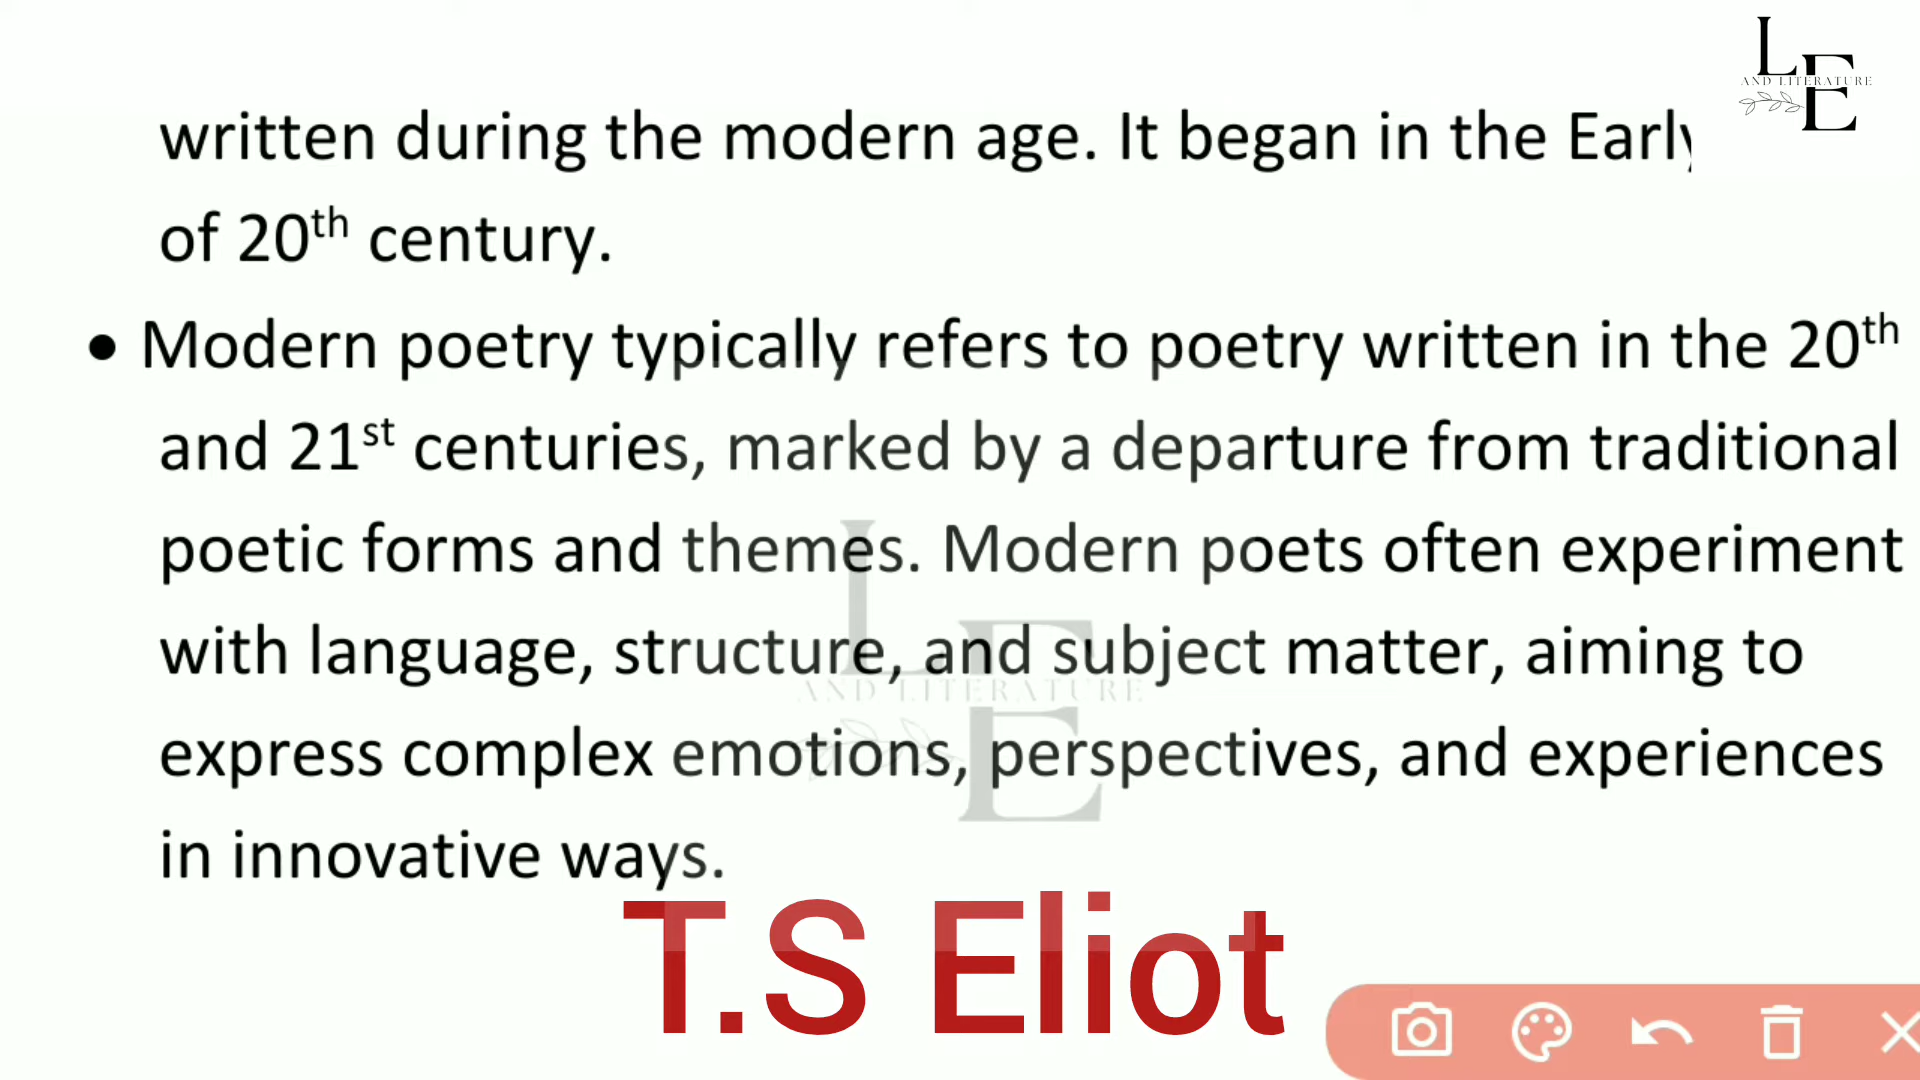 L
E
AND LITERATURE
written during the modern age. It began in the Early
of 20th century.
• Modern poetry typically refers to poetry written in the 20th
and 21st centuries, marked by a departure from traditional
poetic forms and themes. Modern poets often experiment
with language, structure, and subject matter, aiming to
L
E
AND LITERATURE
express complex emotions, perspectives, and experiences
in innovative ways.
T.S Eliot